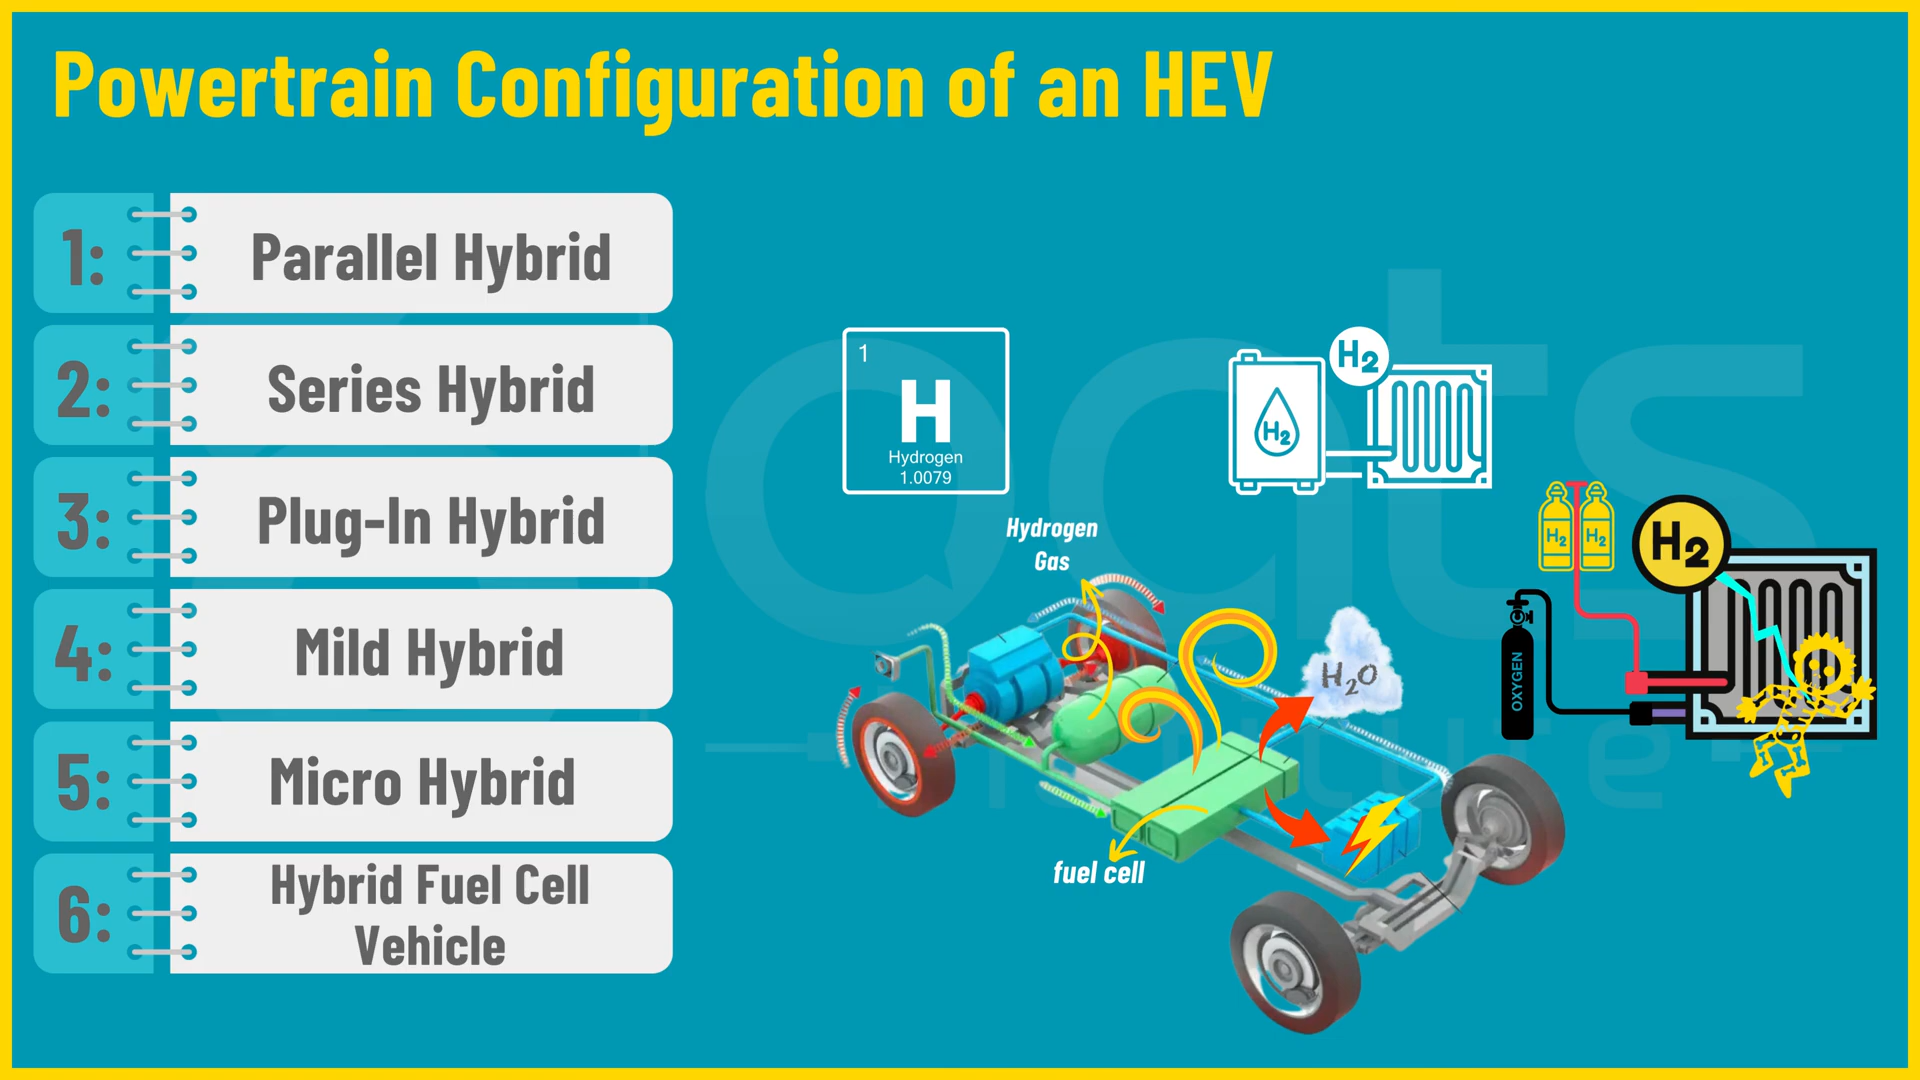 Powertrain Configuration of an HEV
1:
Parallel Hybrid
2:
Series Hybrid
3:
Plug-In Hybrid
4:
Mild Hybrid
5:
Micro Hybrid
6:
Hybrid Fuel Cell
Vehicle
1
H
Hydrogen
1.0079
H2
H2
Hydrogen
Gas
H2O
fuel cell
H2 H2
H2
OXYGEN